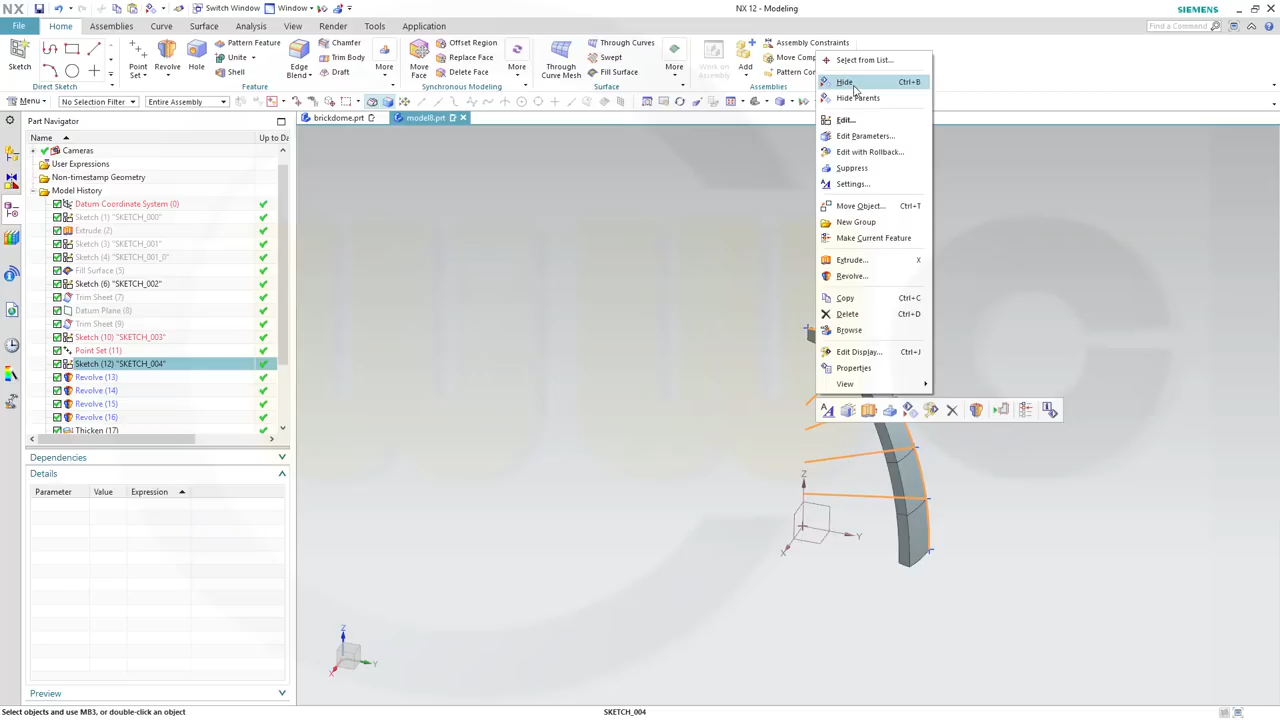 NX
Switch Window
Window
NX 12 - Modeling
SIEMENS
File
Home
Assemblies
Curve
Surface
Analysis
View
Render
Tools
Application
Find a Command
Sketch
Direct Sketch
Point Set
Revolve
Hole
Pattern Feature
Unite
Shell
Edge Blend
Chamfer
Trim Body
Draft
More
Feature
Move Face
Offset Region
Replace Face
Delete Face
More
Synchronous Modeling
Through Curve Mesh
Through Curves
Swept
Fill Surface
More
Surface
Work on Assembly
Add
Assembly Constraints
Move Comp
Pattern Co
Assemblies
Menu
No Selection Filter
Entire Assembly
Part Navigator
brickdome.prt
model8.prt
Name
Up to Da
Cameras
User Expressions
Non-timestamp Geometry
Model History
Datum Coordinate System (0)
Sketch (1) "SKETCH_000"
Extrude (2)
Sketch (3) "SKETCH_001"
Sketch (4) "SKETCH_001_0"
Fill Surface (5)
Sketch (6) "SKETCH_002"
Trim Sheet (7)
Datum Plane (8)
Trim Sheet (9)
Sketch (10) "SKETCH_003"
Point Set (11)
Sketch (12) "SKETCH_004"
Revolve (13)
Revolve (14)
Revolve (15)
Revolve (16)
Thicken (17)
Dependencies
Details
Parameter Value Expression
Preview
Select from List...
Hide Ctrl+B
Hide Parents
Edit...
Edit Parameters...
Edit with Rollback...
Suppress
Settings...
Move Object... Ctrl+T
New Group
Make Current Feature
Extrude... X
Revolve...
Copy Ctrl+C
Delete Ctrl+D
Browse
Edit Display... Ctrl+J
Properties
View
Z
Y
X
Z
Y
X
Select objects and use MB3, or double-click an object
SKETCH_004